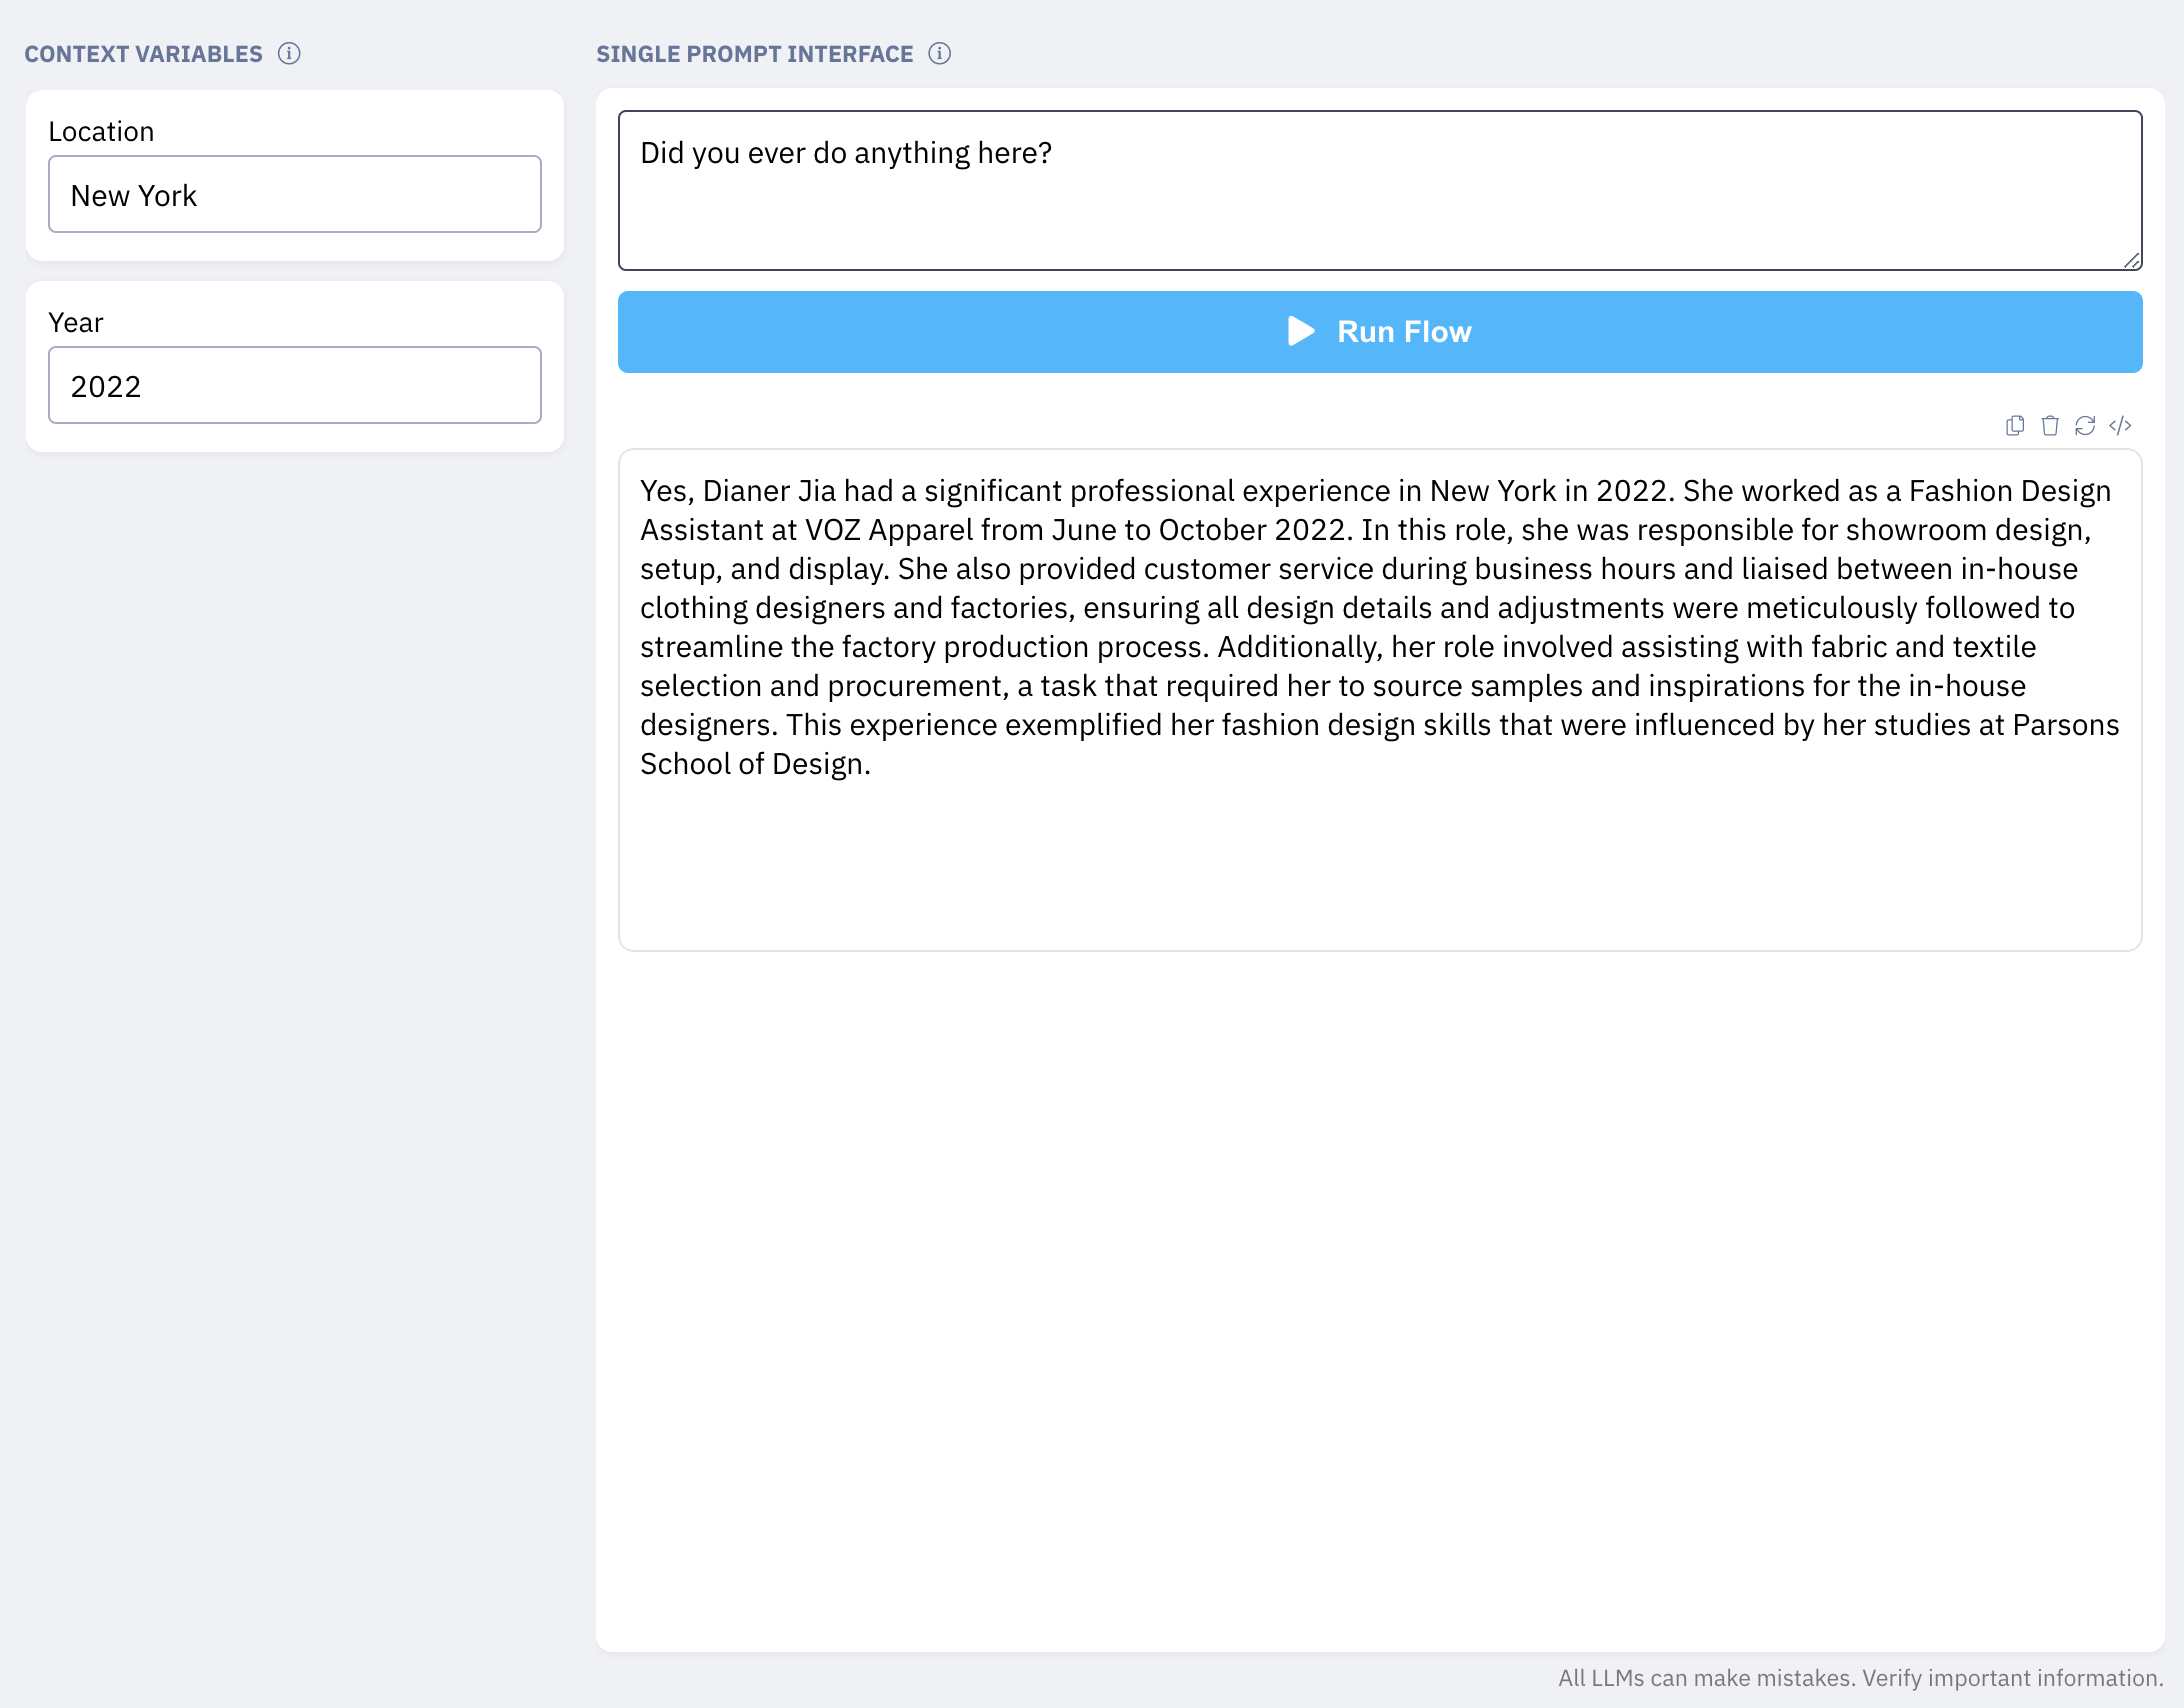 CONTEXT VARIABLES
Location
New York
Year
2022
SINGLE PROMPT INTERFACE
Did you ever do anything here?
Run Flow
Yes, Dianer Jia had a significant professional experience in New York in 2022. She worked as a Fashion Design
Assistant at VOZ Apparel from June to October 2022. In this role, she was responsible for showroom design,
setup, and display. She also provided customer service during business hours and liaised between in-house
clothing designers and factories, ensuring all design details and adjustments were meticulously followed to
streamline the factory production process. Additionally, her role involved assisting with fabric and textile
selection and procurement, a task that required her to source samples and inspirations for the in-house
designers. This experience exemplified her fashion design skills that were influenced by her studies at Parsons
School of Design.
All LLMs can make mistakes. Verify important information.